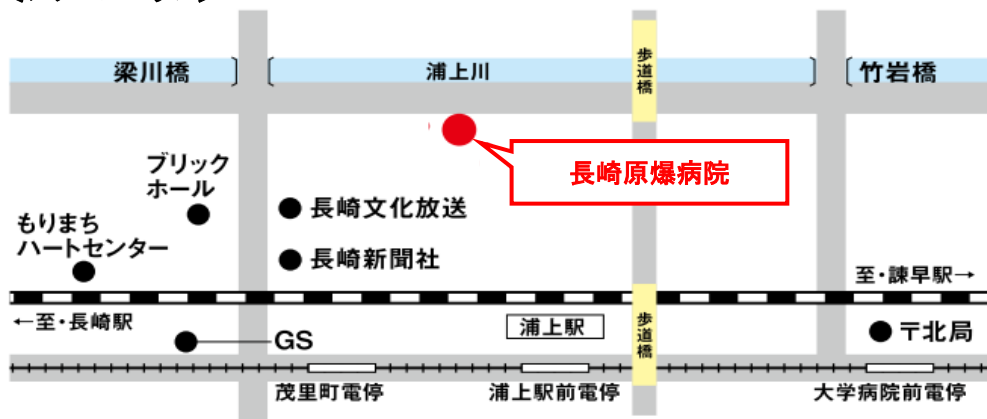 梁川橋
浦上川
歩道橋
竹岩橋
長崎原爆病院
ブリック
ホール
長崎文化放送
もりまち
ハートセンター
長崎新聞社
至・諫早駅→
←至・長崎駅
GS
浦上駅
歩道橋
〒北局
茂里町電停
浦上駅前電停
大学病院前電停